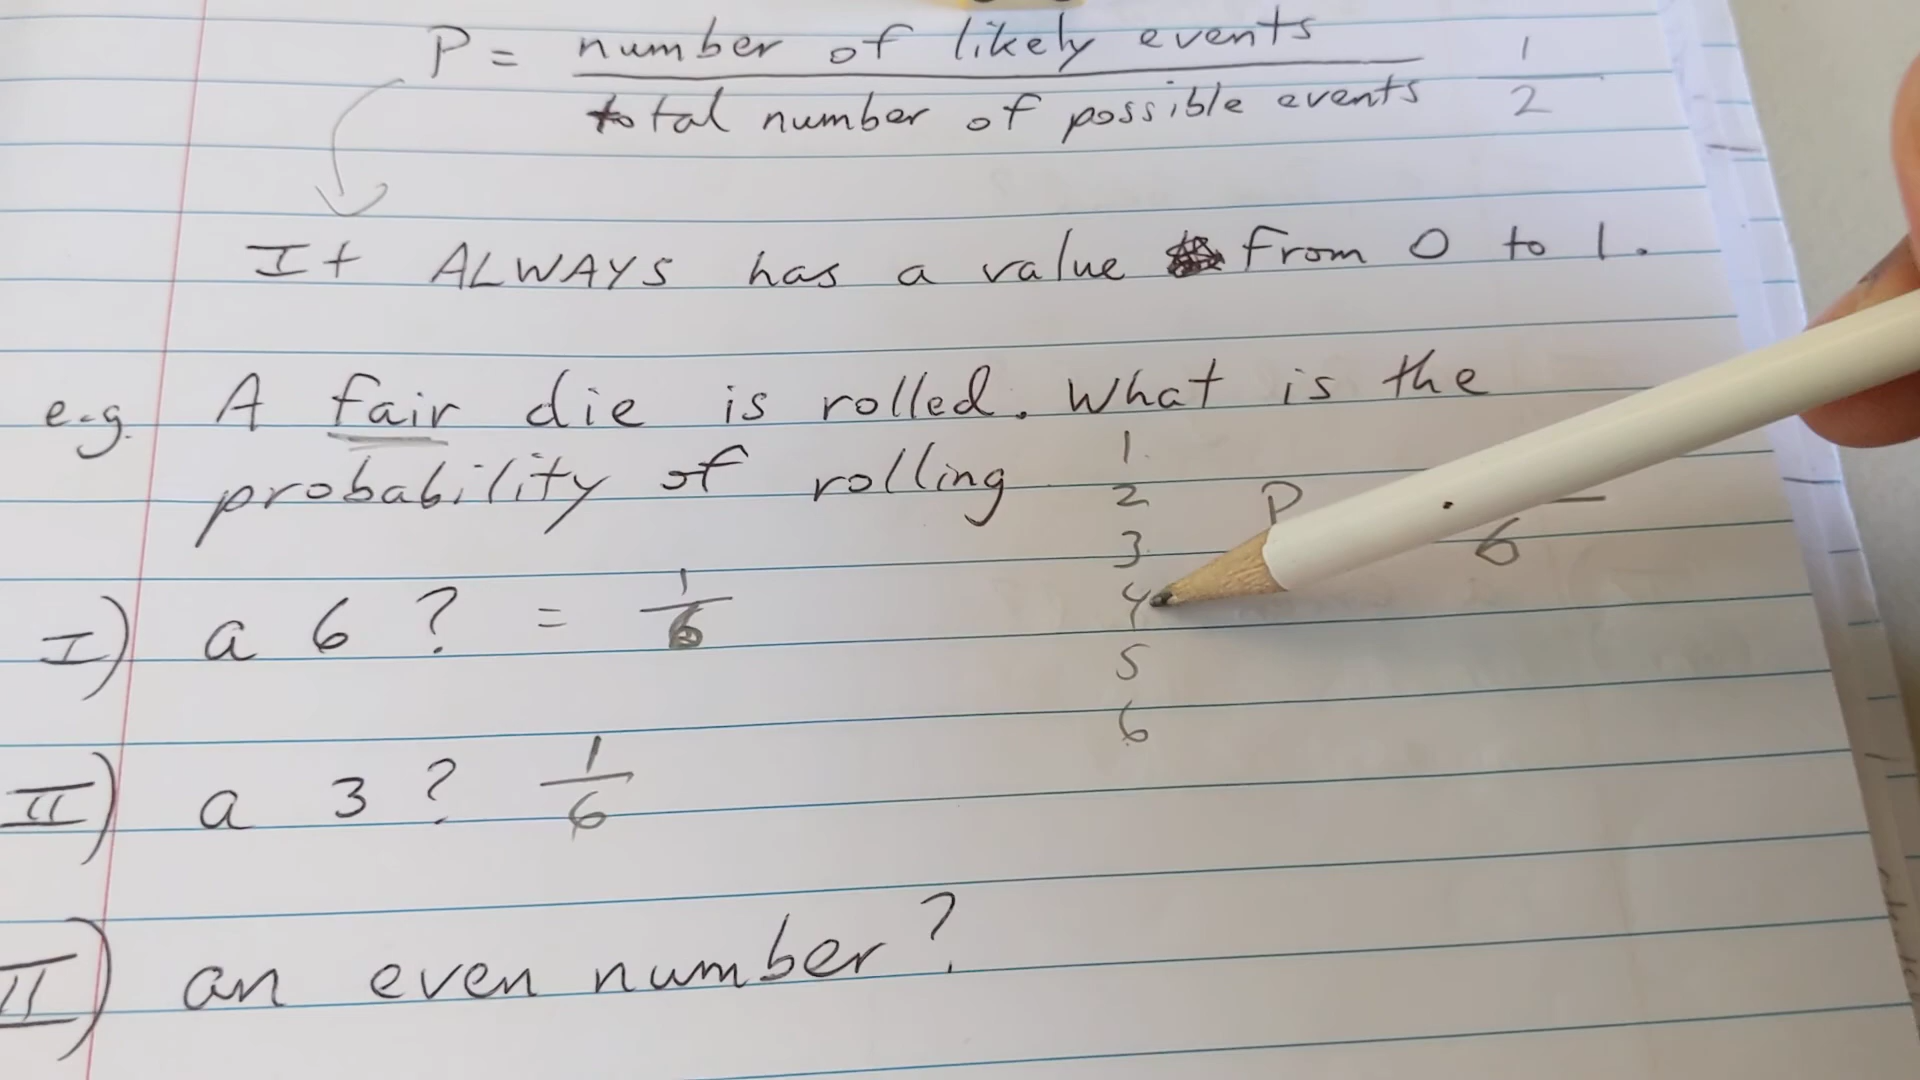 P = number of likely events
total number of possible events
1
2
It ALWAYS has a value from 0 to 1.
e.g. A fair die is rolled. What is the
probability of rolling
1
2
3
4
5
6
P
6
I) a 6 ? = 1
6
II) a 3 ? 1
6
II) an even number?